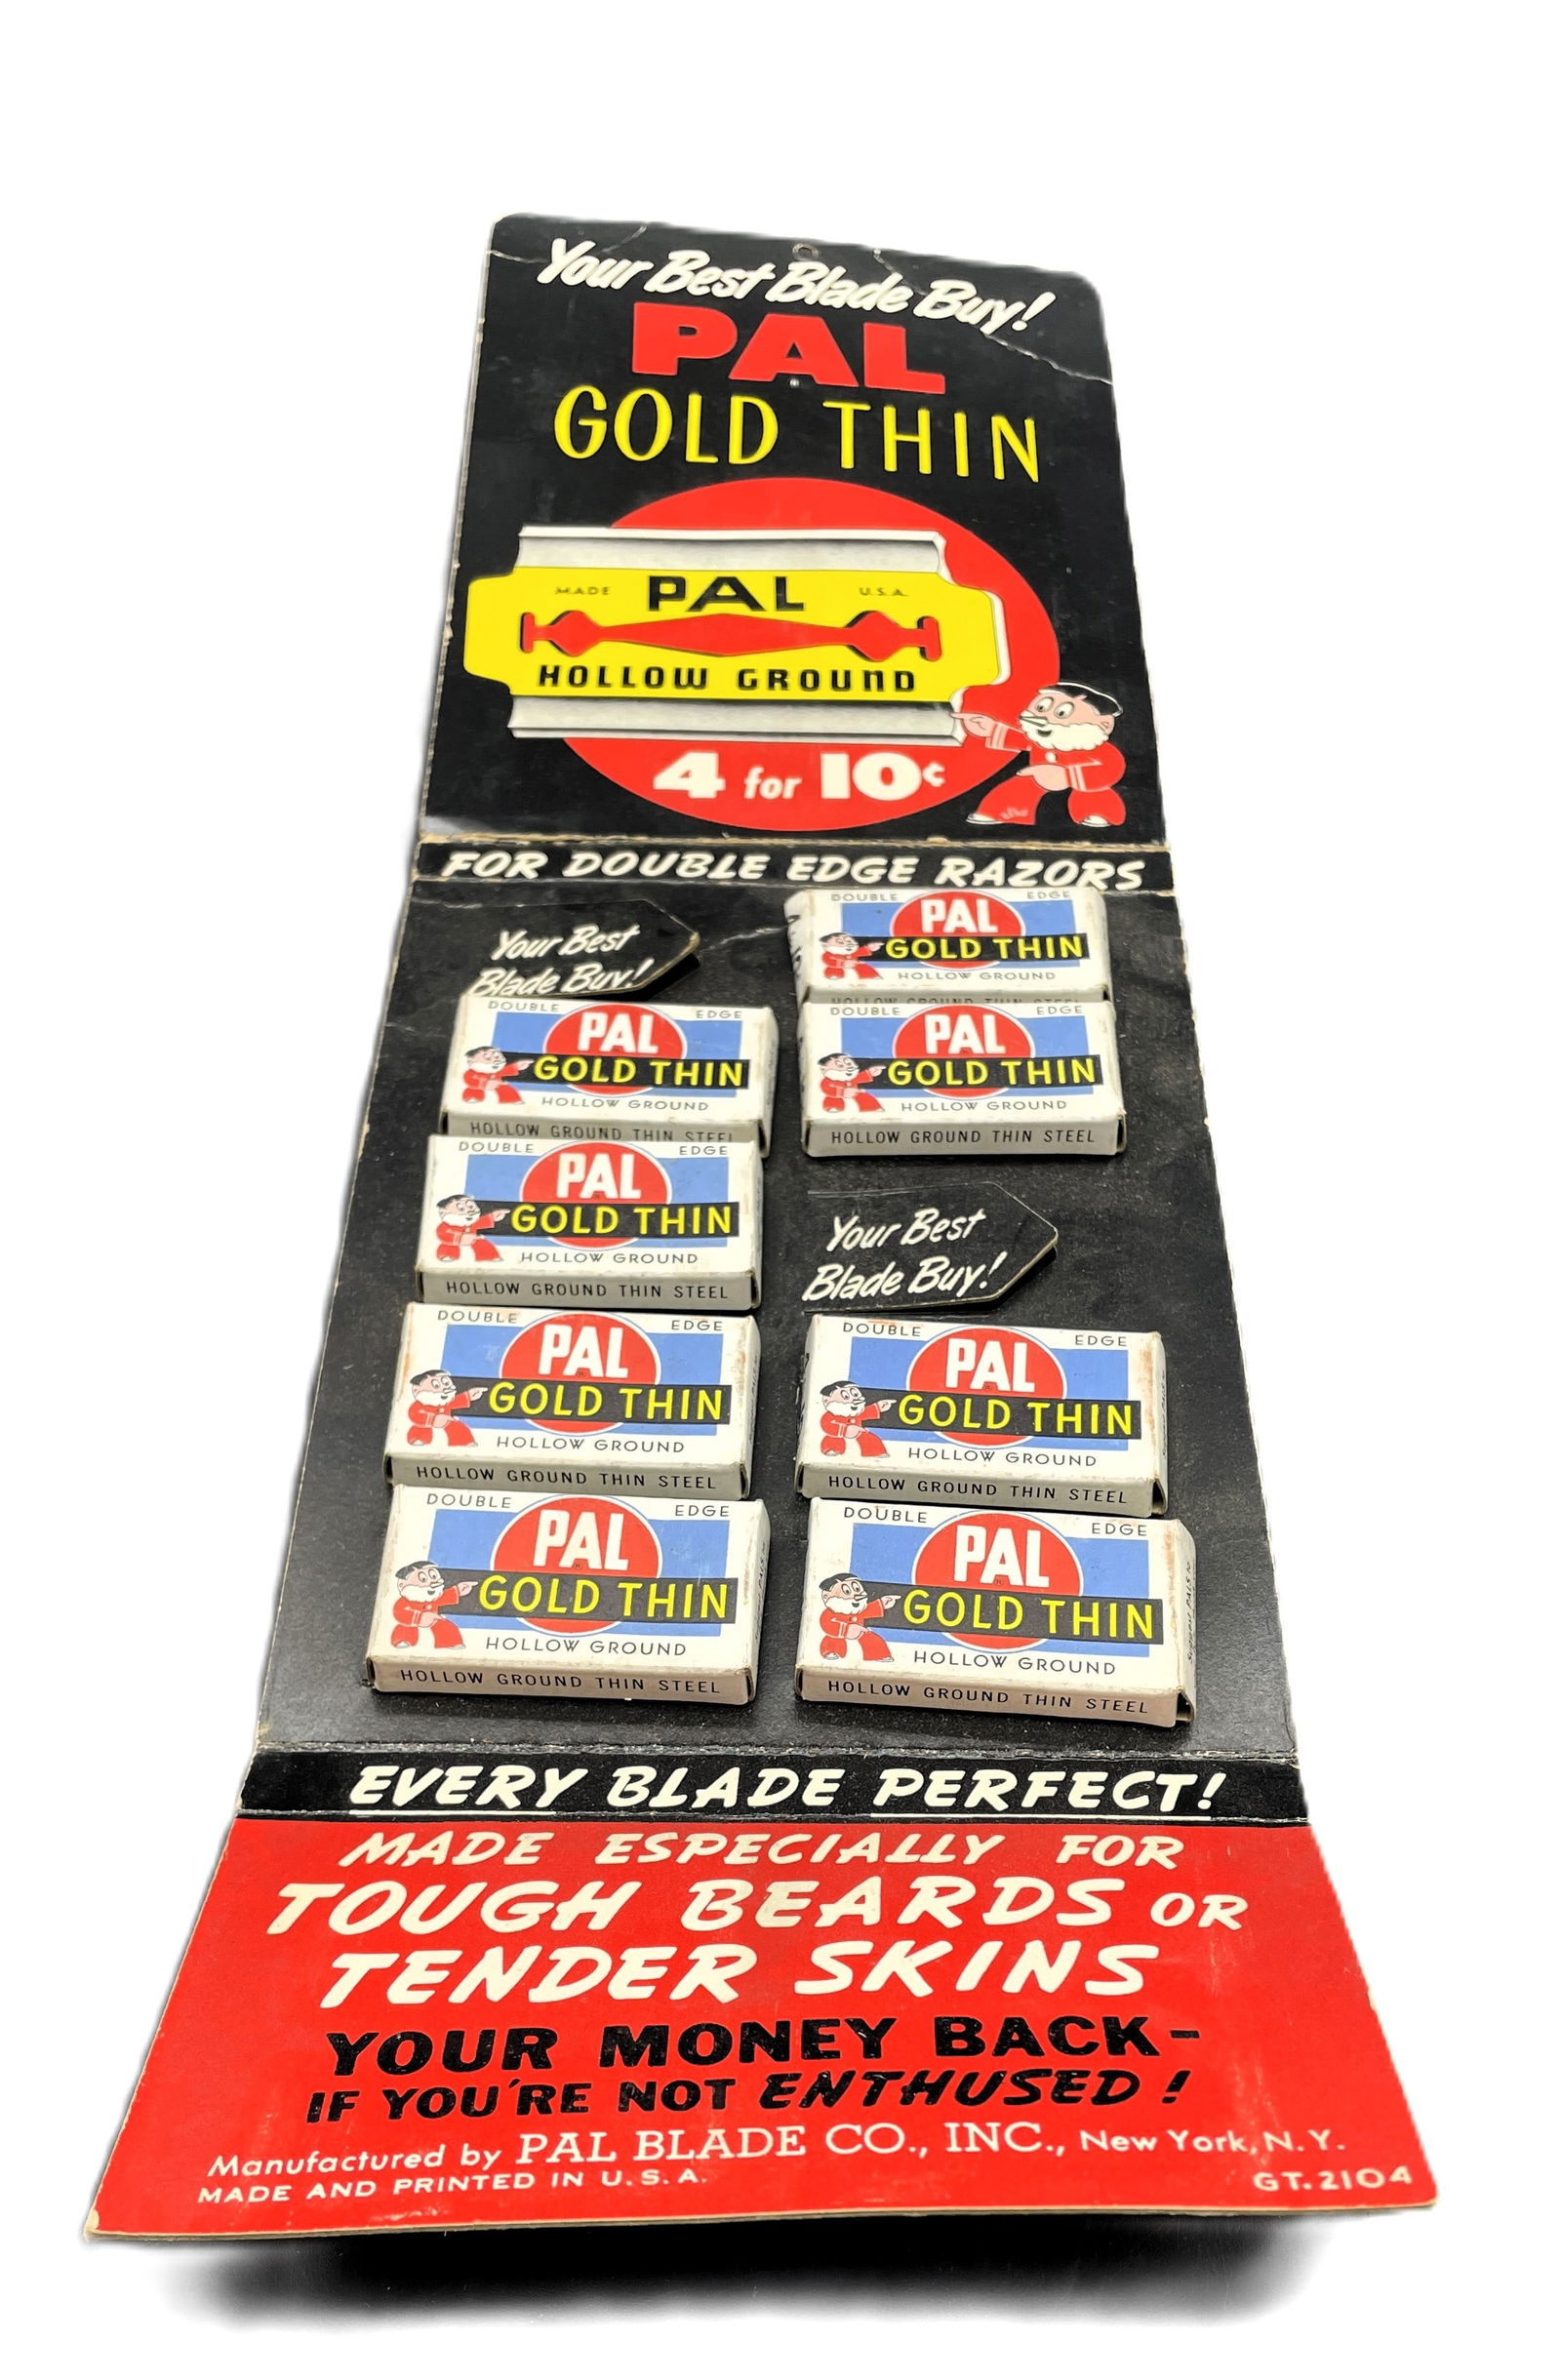 Your Best Blade Buy!
PAL
GOLD THIN
MADE PAL U.S.A.
HOLLOW GROUND
4 for 10¢
FOR DOUBLE EDGE RAZORS
Your Best
Blade Buy!
DOUBLE EDGE
PAL
GOLD THIN
HOLLOW GROUND
HOLLOW GROUND THIN STEEL
DOUBLE EDGE
PAL
GOLD THIN
HOLLOW GROUND
HOLLOW GROUND THIN STEEL
DOUBLE EDGE
PAL
GOLD THIN
HOLLOW GROUND
HOLLOW GROUND THIN STEEL
DOUBLE EDGE
PAL
GOLD THIN
HOLLOW GROUND
HOLLOW GROUND THIN STEEL
DOUBLE EDGE
PAL
GOLD THIN
HOLLOW GROUND
HOLLOW GROUND THIN STEEL
DOUBLE EDGE
PAL
GOLD THIN
HOLLOW GROUND
HOLLOW GROUND THIN STEEL
Your Best
Blade Buy!
DOUBLE EDGE
PAL
GOLD THIN
HOLLOW GROUND
HOLLOW GROUND THIN STEEL
DOUBLE EDGE
PAL
GOLD THIN
HOLLOW GROUND
HOLLOW GROUND THIN STEEL
EVERY BLADE PERFECT!
MADE ESPECIALLY FOR
TOUGH BEARDS OR
TENDER SKINS
YOUR MONEY BACK-
IF YOU'RE NOT ENTHUSED!
Manufactured by PAL BLADE CO., INC., New York, N.Y.
MADE AND PRINTED IN U.S.A.
GT.2104